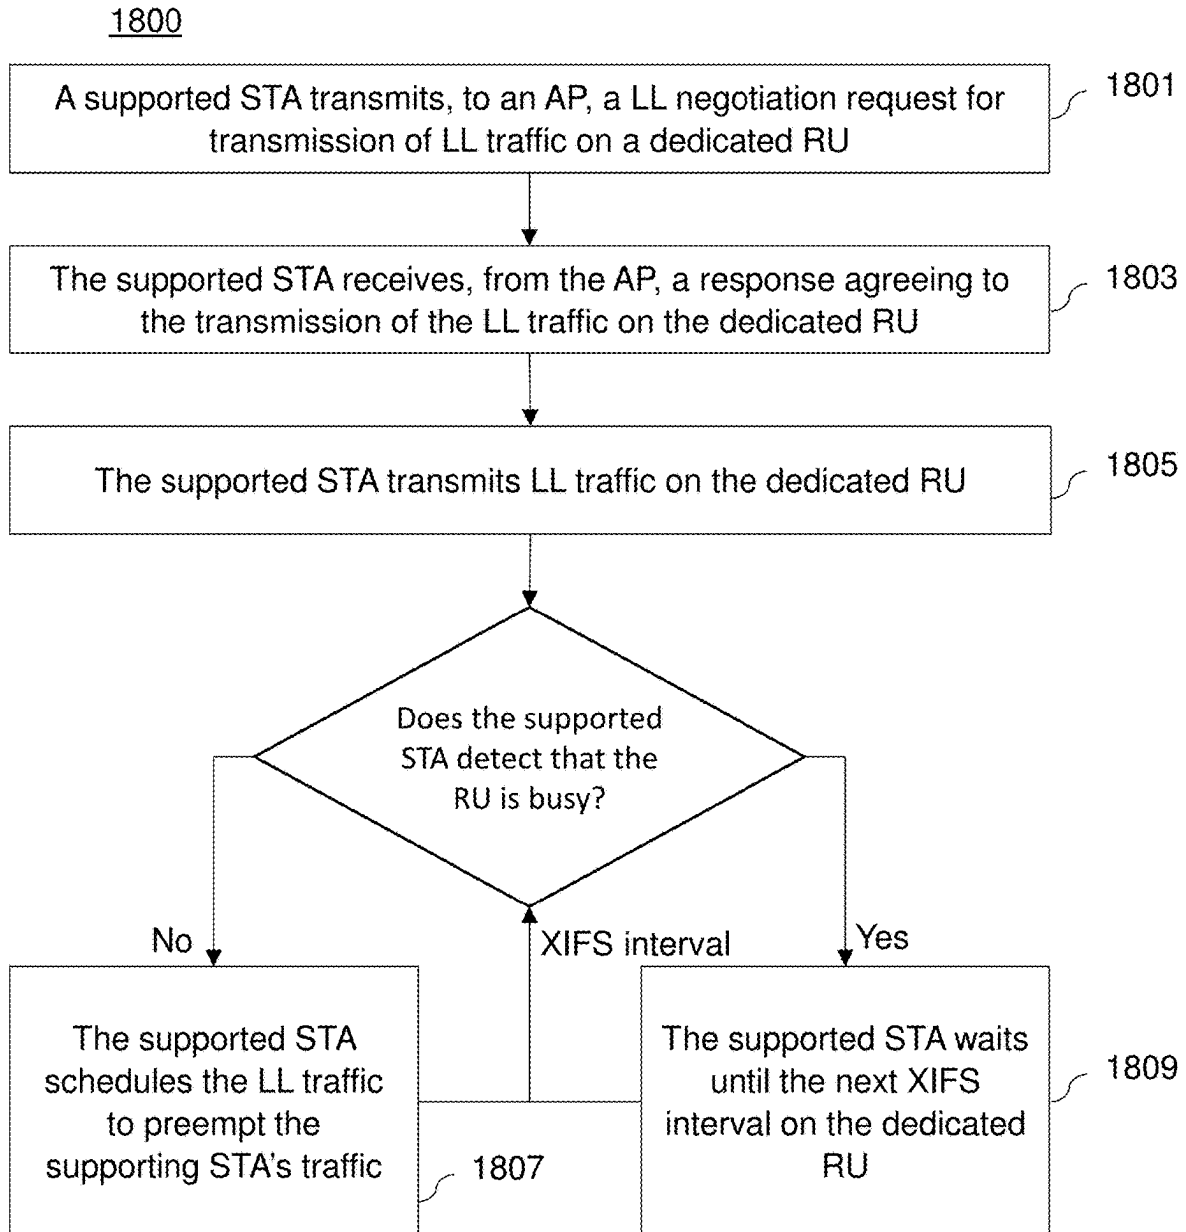 1800
A supported STA transmits, to an AP, a LL negotiation request for
transmission of LL traffic on a dedicated RU
1801
The supported STA receives, from the AP, a response agreeing to
the transmission of the LL traffic on the dedicated RU
1803
The supported STA transmits LL traffic on the dedicated RU
1805
Does the supported
STA detect that the
RU is busy?
No
XIFS interval
Yes
The supported STA
schedules the LL traffic
to preempt the
supporting STA's traffic
1807
The supported STA waits
until the next XIFS
interval on the dedicated
RU
1809